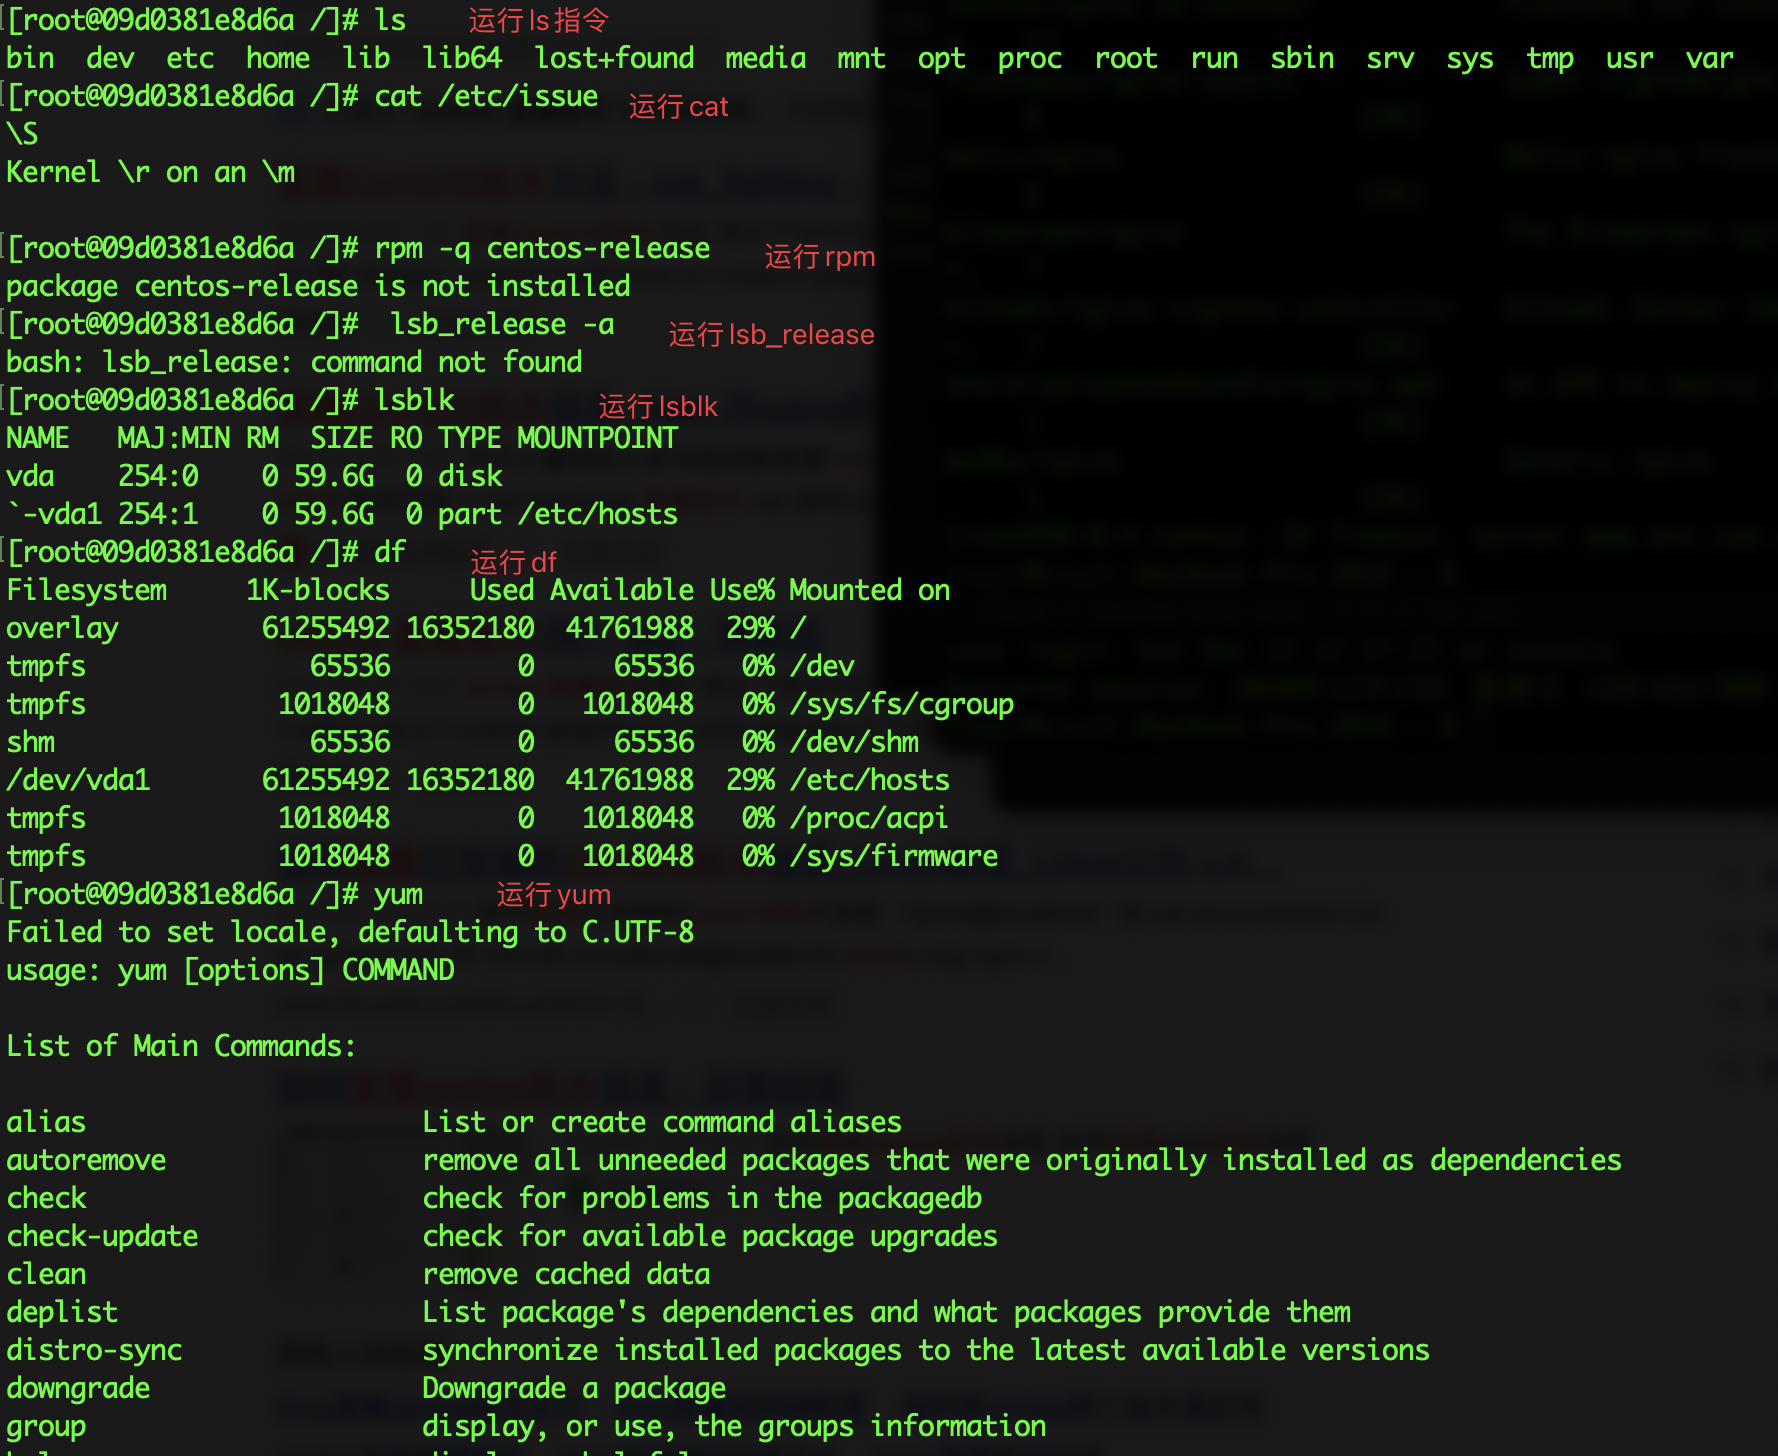 [root@09d0381e8d6a /]# ls 运行ls指令
bin  dev  etc  home  lib  lib64  lost+found  media  mnt  opt  proc  root  run  sbin  srv  sys  tmp  usr  var
[root@09d0381e8d6a /]# cat /etc/issue 运行cat
\S
Kernel \r on an \m
[root@09d0381e8d6a /]# rpm -q centos-release 运行rpm
package centos-release is not installed
[root@09d0381e8d6a /]#  lsb_release -a 运行lsb_release
bash: lsb_release: command not found
[root@09d0381e8d6a /]# lsblk 运行lsblk
NAME   MAJ:MIN RM  SIZE RO TYPE MOUNTPOINT
vda    254:0    0 59.6G  0 disk
`-vda1 254:1    0 59.6G  0 part /etc/hosts
[root@09d0381e8d6a /]# df 运行df
Filesystem     1K-blocks     Used Available Use% Mounted on
overlay         61255492 16352180  41761988  29% /
tmpfs              65536        0     65536   0% /dev
tmpfs            1018048        0   1018048   0% /sys/fs/cgroup
shm                65536        0     65536   0% /dev/shm
/dev/vda1       61255492 16352180  41761988  29% /etc/hosts
tmpfs            1018048        0   1018048   0% /proc/acpi
tmpfs            1018048        0   1018048   0% /sys/firmware
[root@09d0381e8d6a /]# yum 运行yum
Failed to set locale, defaulting to C.UTF-8
usage: yum [options] COMMAND
List of Main Commands:
alias                     List or create command aliases
autoremove                remove all unneeded packages that were originally installed as dependencies
check                     check for problems in the packagedb
check-update              check for available package upgrades
clean                     remove cached data
deplist                   List package's dependencies and what packages provide them
distro-sync               synchronize installed packages to the latest available versions
downgrade                 Downgrade a package
group                     display, or use, the groups information